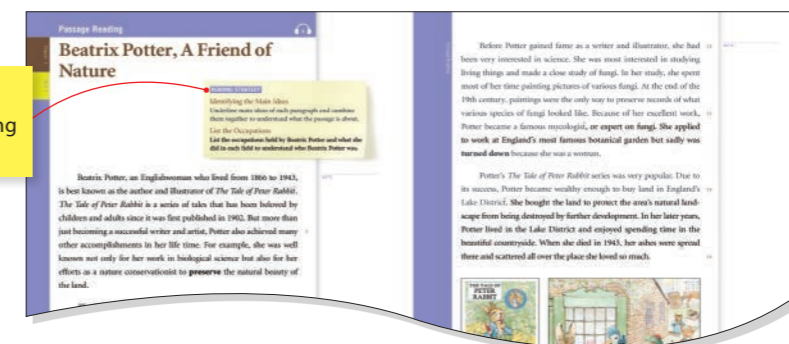 Passage Reading
Beatrix Potter, A Friend of
Nature
ng
READING STRATEGY
Identifying the Main Ideas
Underline main ideas of each paragraph and combine
them together to understand what the passage is about.
List the Occupations
List the occupations held by Beatrix Potter and what she
did in each field to understand who Beatrix Potter was.
Beatrix Potter, an Englishwoman who lived from 1866 to 1943,
is best known as the author and illustrator of The Tale of Peter Rabbit.
The Tale of Peter Rabbit is a series of tales that has been beloved by
children and adults since it was first published in 1902. But more than
just becoming a successful writer and artist, Potter also achieved many
other accomplishments in her life time. For example, she was well
known not only for her work in biological science but also for her
efforts as a nature conservationist to preserve the natural beauty of
the land.
Before Potter gained fame as a writer and illustrator, she had
been very interested in science. She was most interested in studying
living things and made a close study of fungi. In her study, she spent
most of her time painting pictures of various fungi. At the end of the
19th century, paintings were the only way to preserve records of what
various species of fungi looked like. Because of her excellent work,
Potter became a famous mycologist, or expert on fungi. She applied
to work at England's most famous botanical garden but sadly was
turned down because she was a woman.
Potter's The Tale of Peter Rabbit series was very popular. Due to
its success, Potter became wealthy enough to buy land in England's
Lake District. She bought the land to protect the area's natural land-
scape from being destroyed by further development. In her later years,
Potter lived in the Lake District and enjoyed spending time in the
beautiful countryside. When she died in 1943, her ashes were spread
there and scattered all over the place she loved so much.
THE TALE OF
PETER
RABBIT